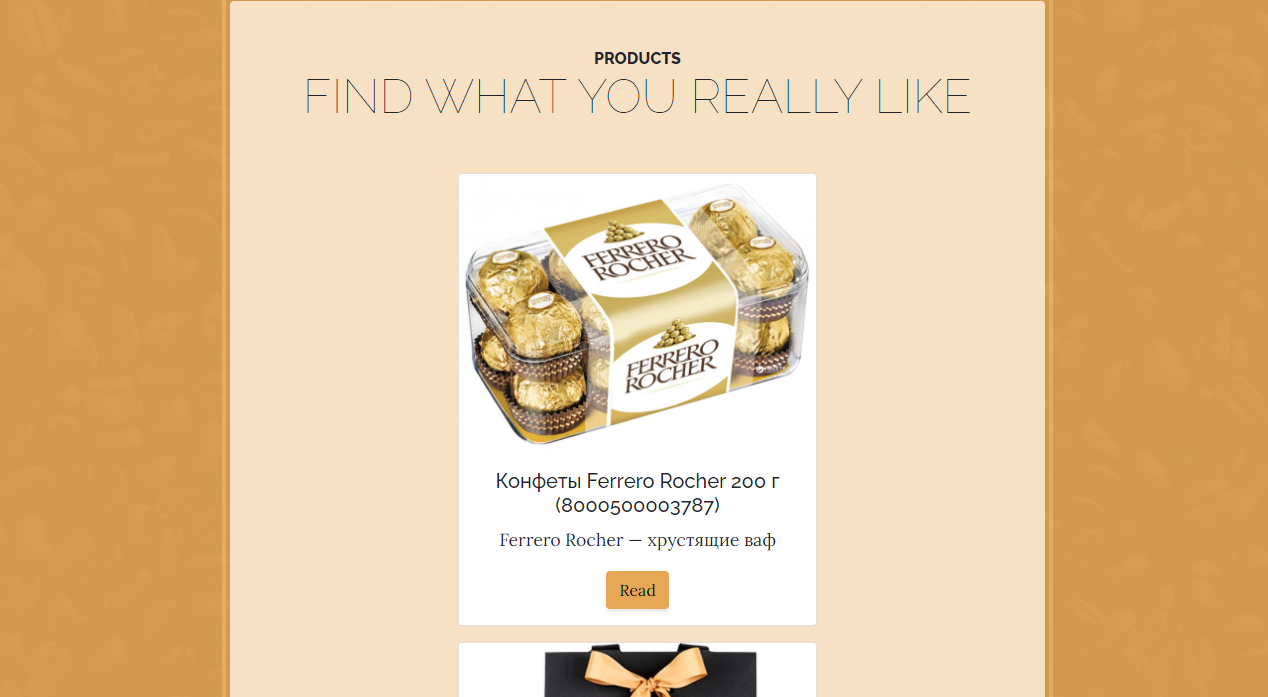 PRODUCTS
FIND WHAT YOU REALLY LIKE
FERRERO
ROCHER
FERRERO
ROCHER
Конфеты Ferrero Rocher 200 г
(8000500003787)
Ferrero Rocher — хрустящие ваф
Read